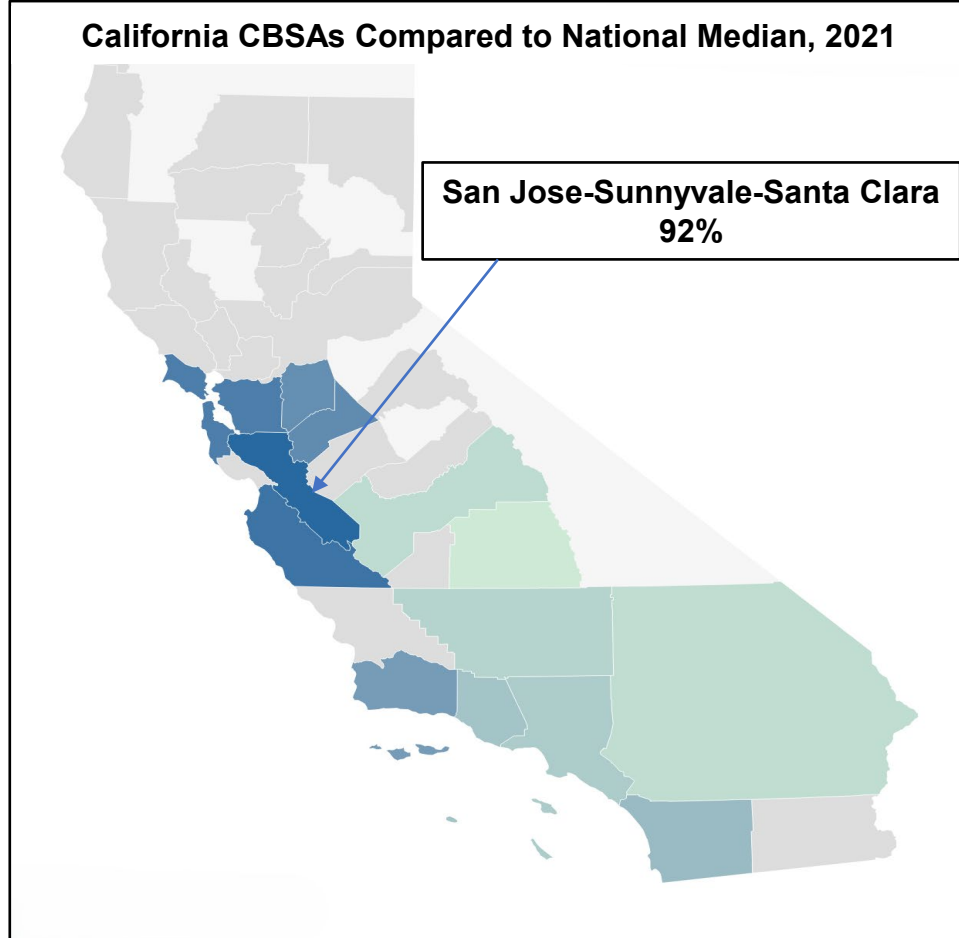 California CBSAs Compared to National Median, 2021
San Jose-Sunnyvale-Santa Clara
92%